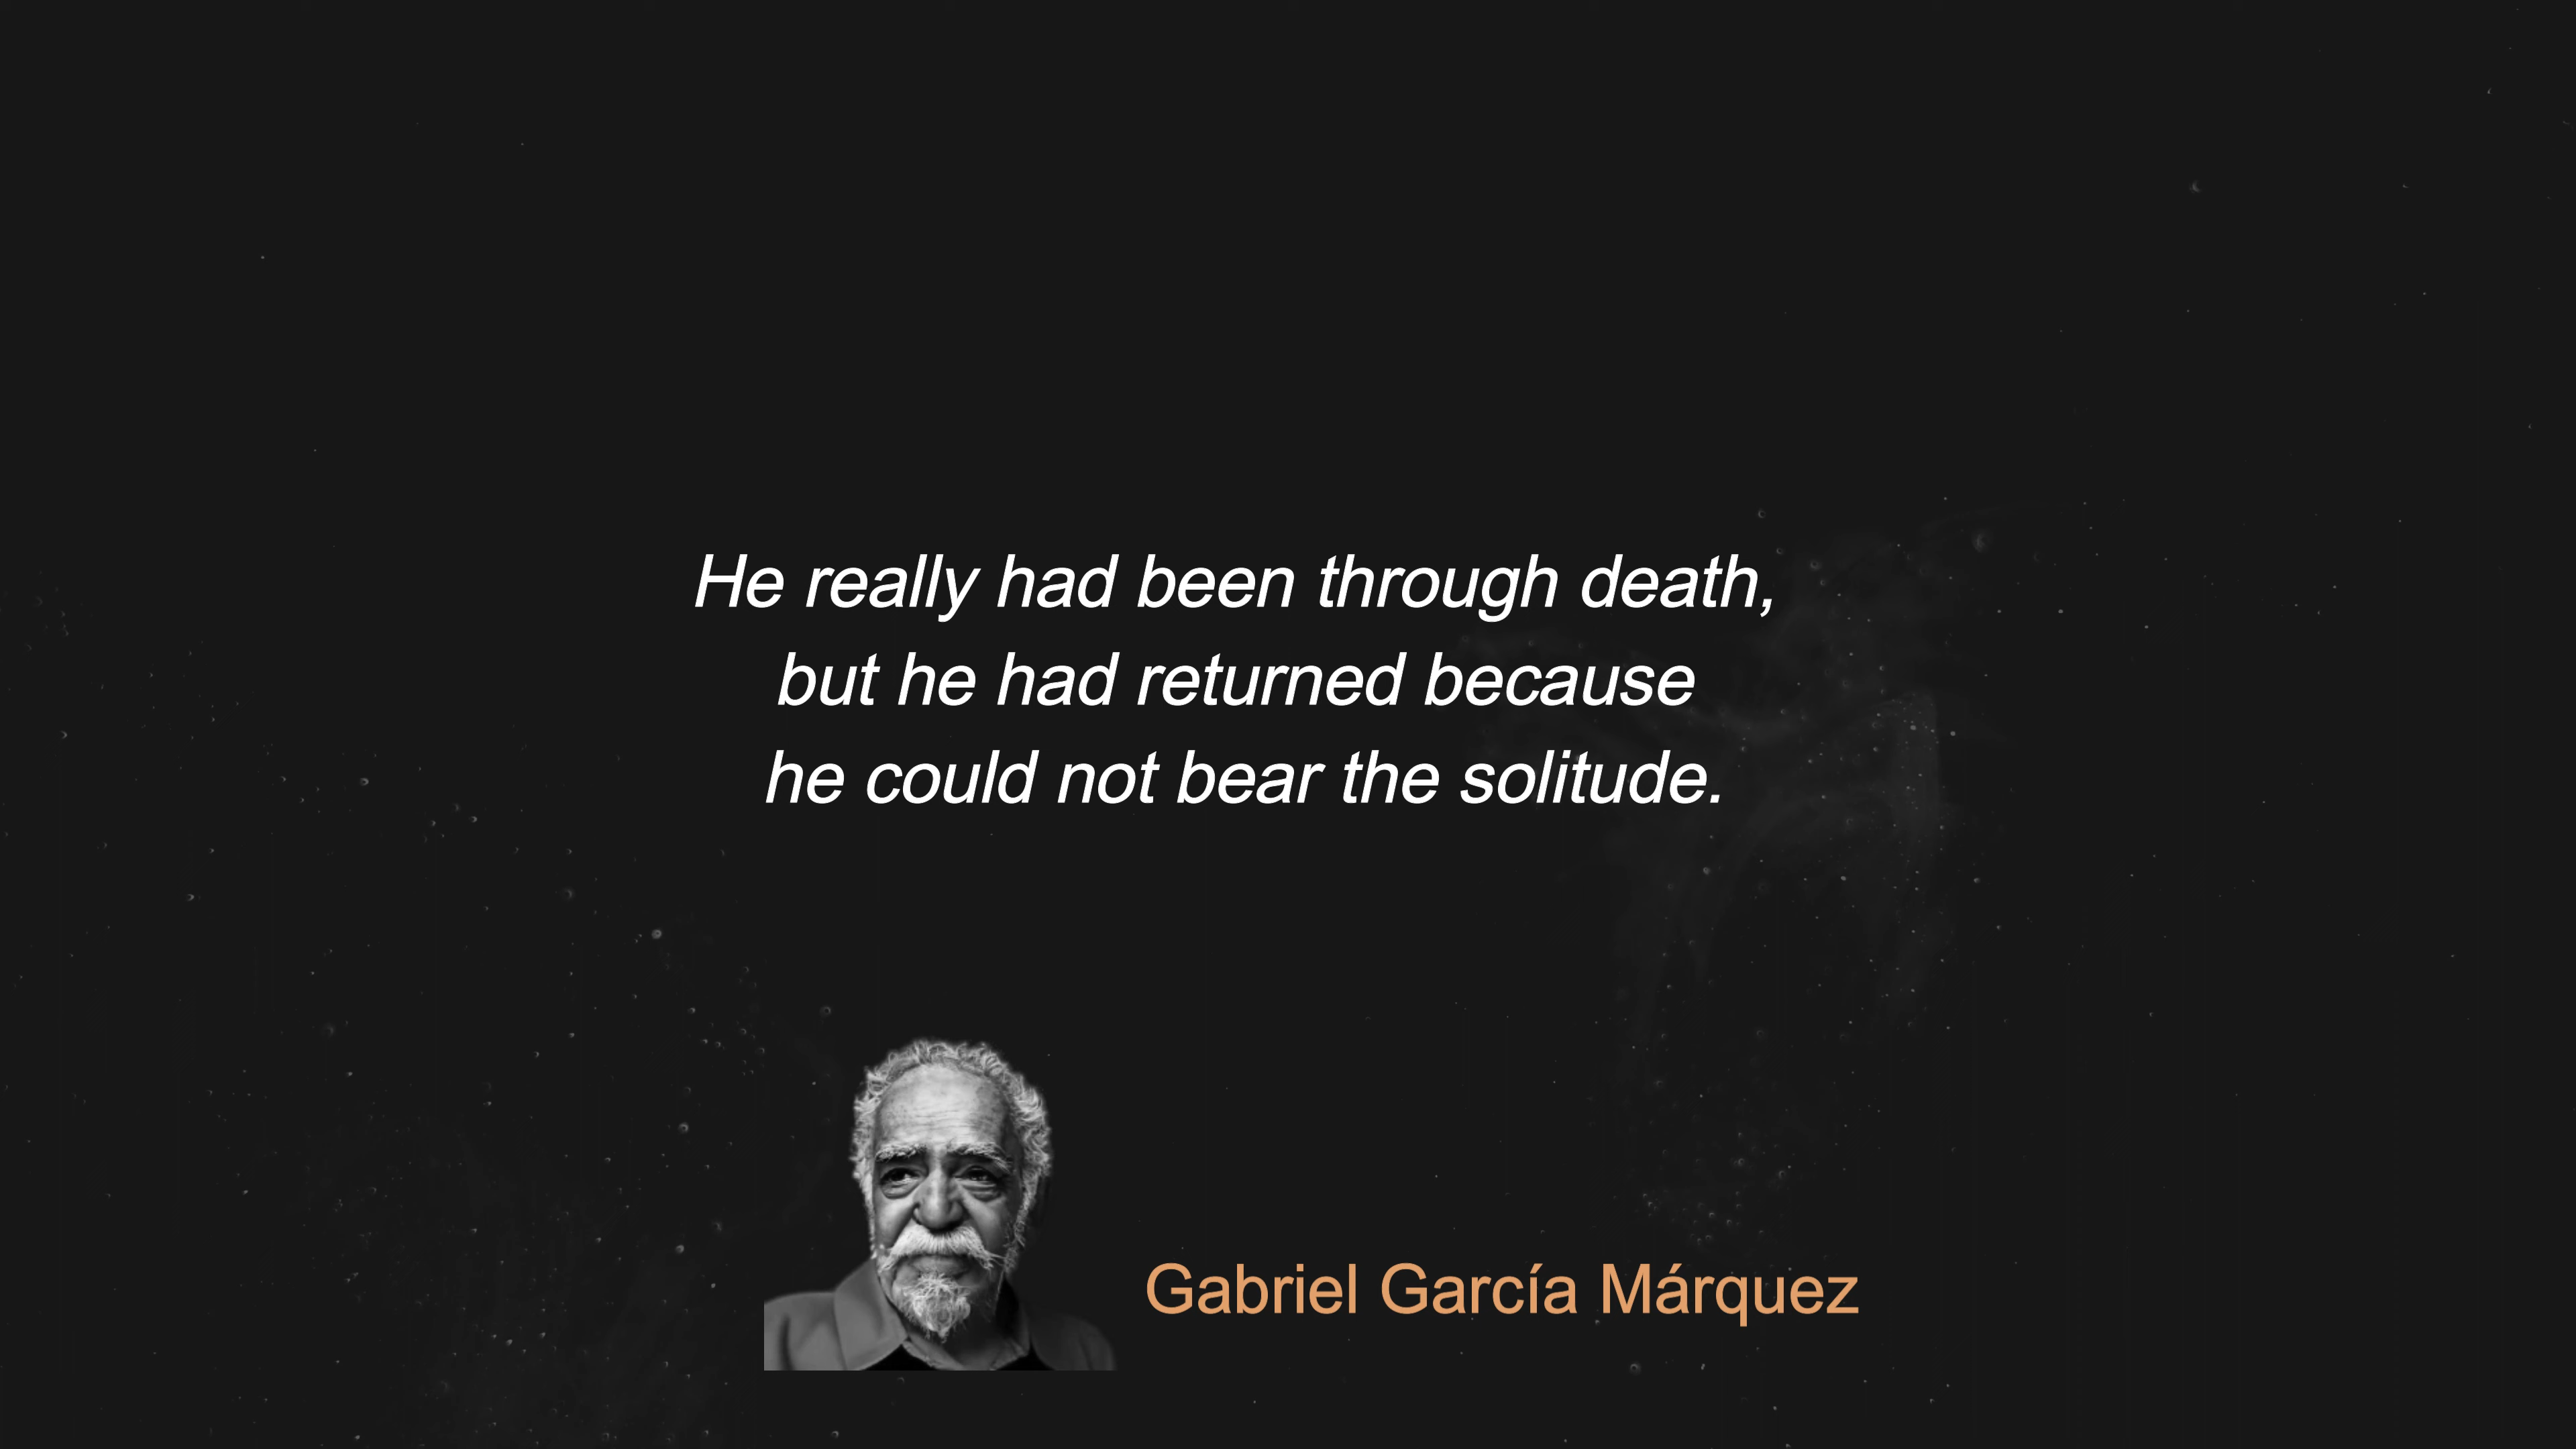 He really had been through death,
but he had returned because
he could not bear the solitude.
Gabriel García Márquez